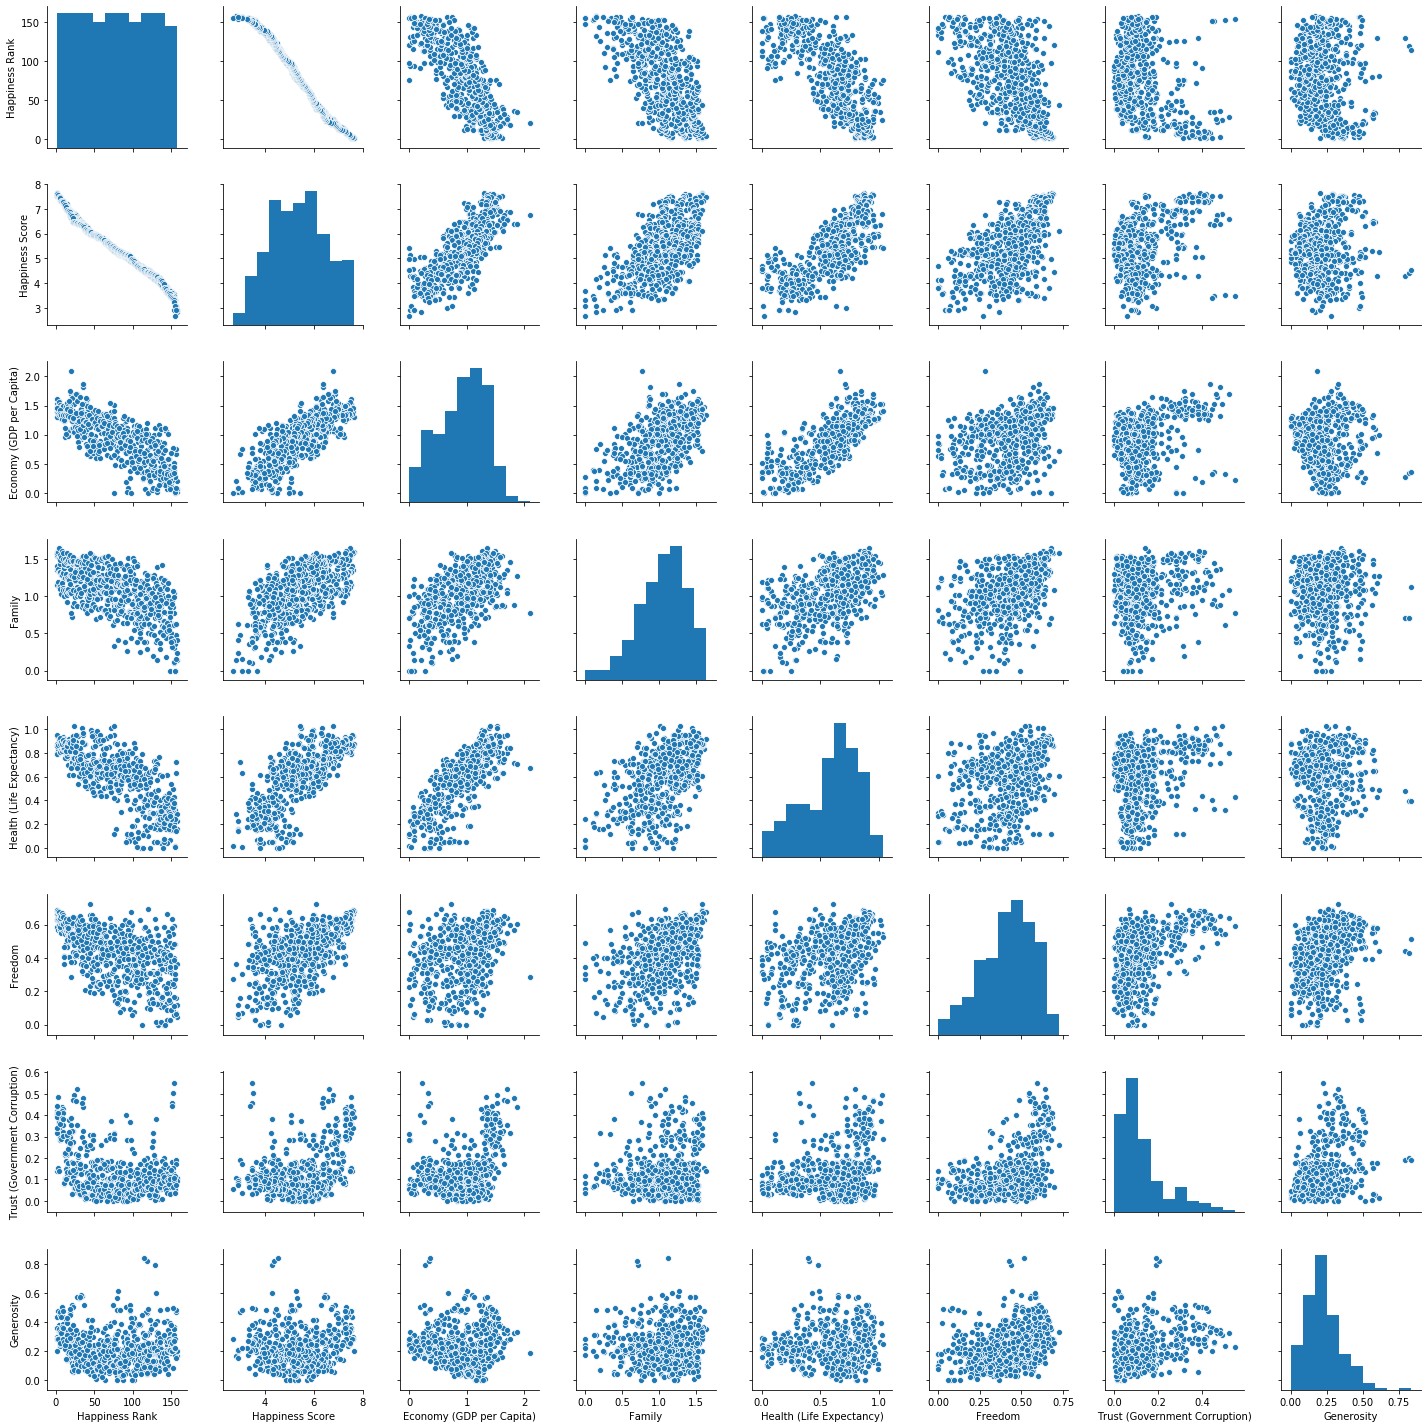 Happiness Rank
150
100
50
0
Happiness Score
8
7
6
5
4
3
Economy (GDP per Capita)
2.0
1.5
1.0
0.5
0.0
Family
1.5
1.0
0.5
0.0
Health (Life Expectancy)
1.0
0.8
0.6
0.4
0.2
0.0
Freedom
0.6
0.4
0.2
0.0
Trust (Government Corruption)
0.6
0.5
0.4
0.3
0.2
0.1
0.0
Generosity
0.8
0.6
0.4
0.2
0.0
0 50 100 150
4 6 8
0 1 2
0.0 0.5 1.0 1.5
0.0 0.5 1.0
0.00 0.25 0.50 0.75
0.0 0.2 0.4
0.00 0.25 0.50 0.75
Happiness Rank
Happiness Score
Economy (GDP per Capita)
Family
Health (Life Expectancy)
Freedom
Trust (Government Corruption)
Generosity